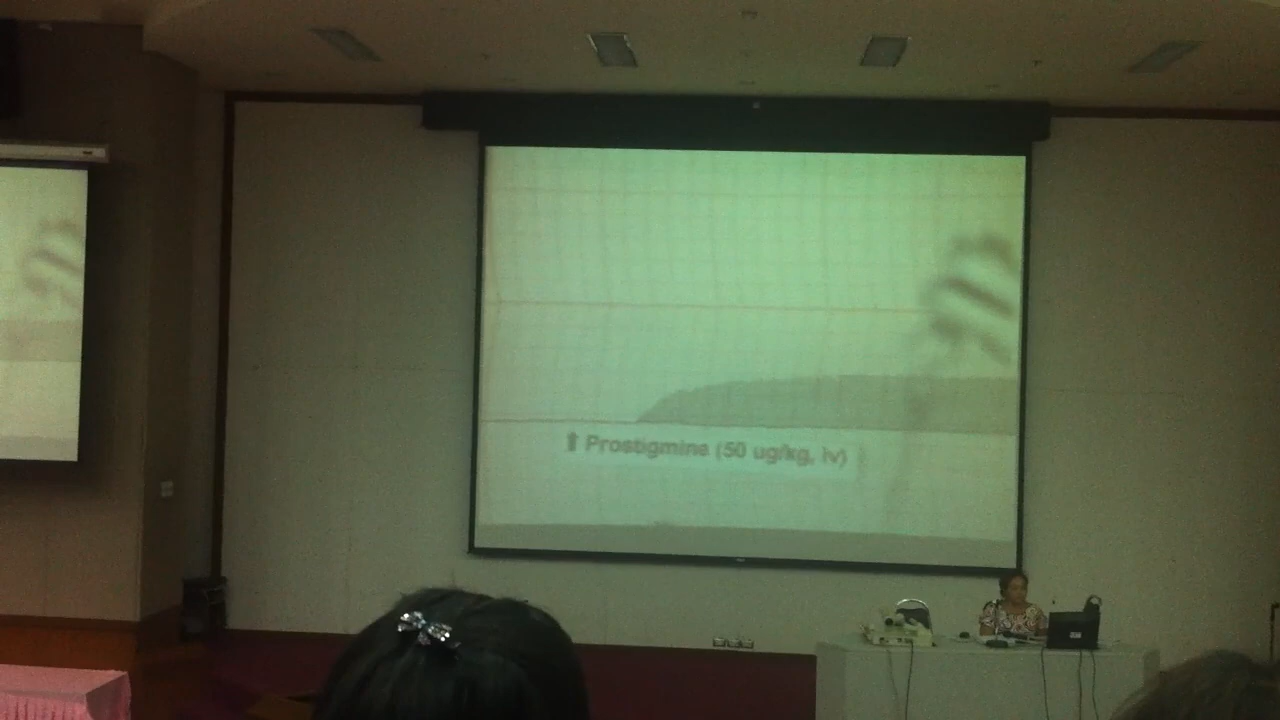 ⬆ Prostigmine (50 ug/kg, iv)